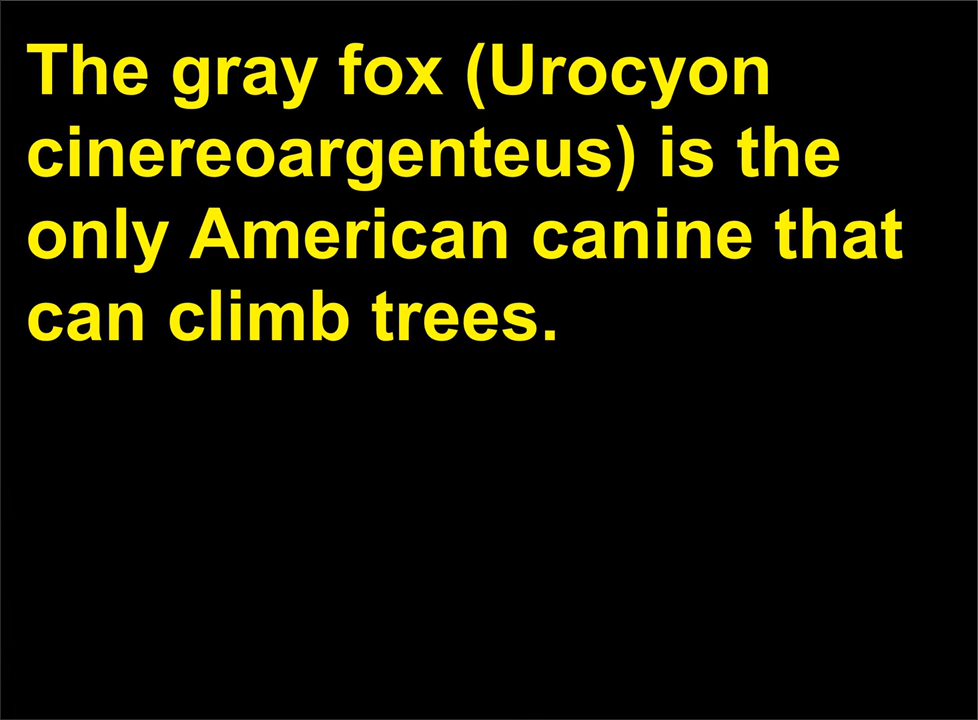 The gray fox (Urocyon
cinereoargenteus) is the
only American canine that
can climb trees.